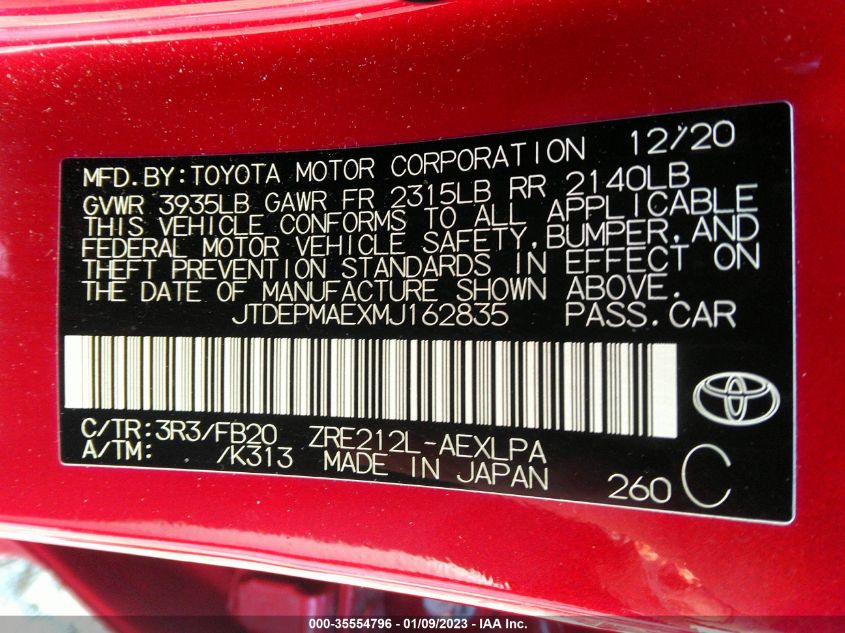 MFD.BY:TOYOTA MOTOR CORPORATION 12/20
GVWR 3935LB GAWR FR 2315LB RR 2140LB
THIS VEHICLE CONFORMS TO ALL APPLICABLE
FEDERAL MOTOR VEHICLE SAFETY,BUMPER,AND
THEFT PREVENTION STANDARDS IN EFFECT ON
THE DATE OF MANUFACTURE SHOWN ABOVE.
JTDEPMAEXMJ162835 PASS.CAR
C/TR:3R3/FB20 ZRE212L-AEXLPA
A/TM: /K313 MADE IN JAPAN 260 C
000-35554796 - 01/09/2023 - IAA Inc.